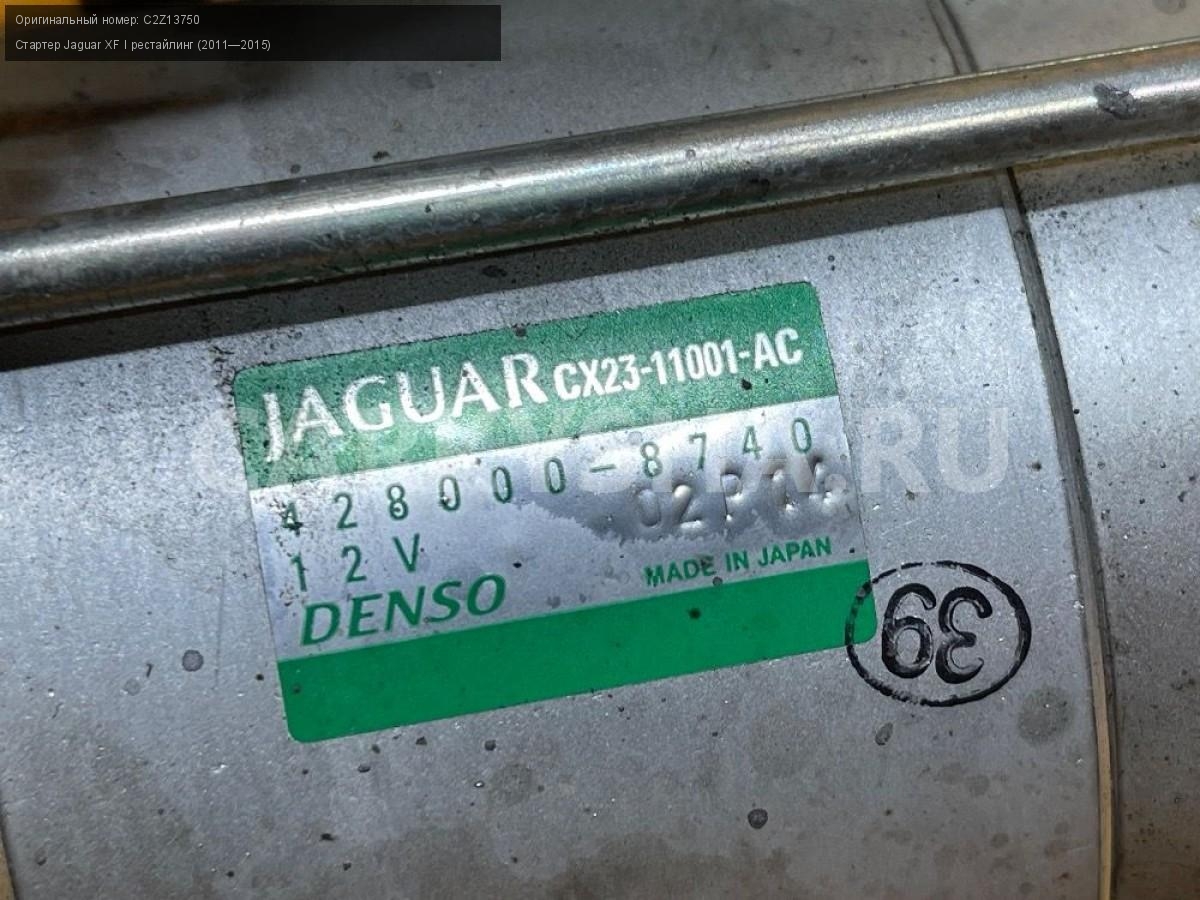 Оригинальный номер: C2Z13750
Стартер Jaguar XF I рестайлинг (2011—2015)
JAGUAR CX23-11001-AC
428000-8740
12V
DENSO
MADE IN JAPAN
39